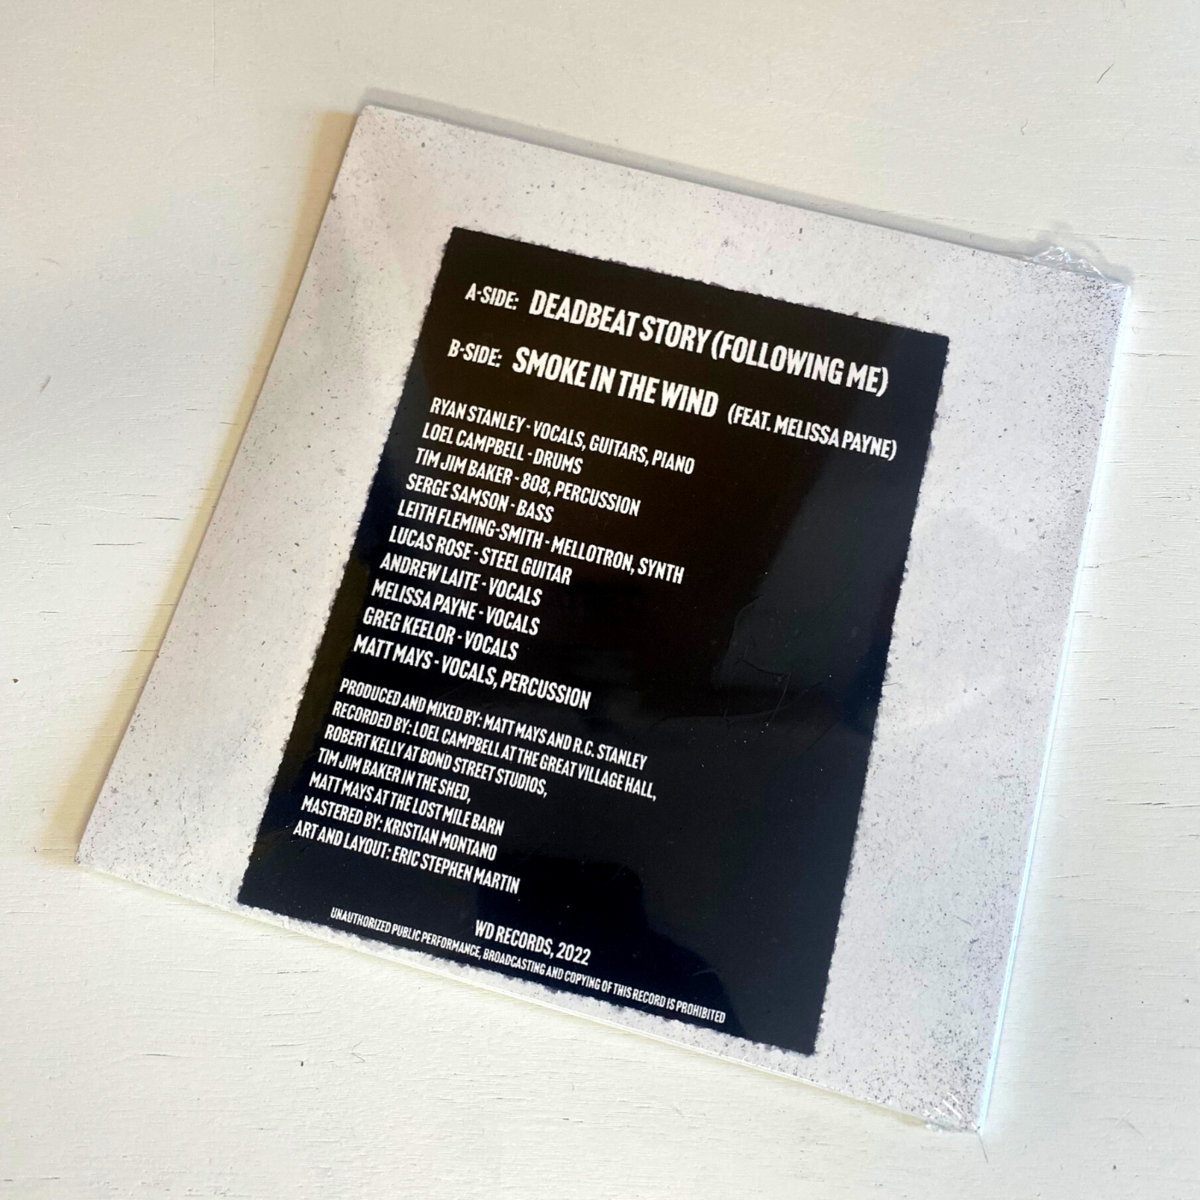 A-SIDE: DEADBEAT STORY (FOLLOWING ME)
B-SIDE: SMOKE IN THE WIND (FEAT. MELISSA PAYNE)
RYAN STANLEY - VOCALS, GUITARS, PIANO
LOEL CAMPBELL - DRUMS
TIM JIM BAKER - 808, PERCUSSION
SERGE SAMSON - BASS
LEITH FLEMING-SMITH - MELLOTRON, SYNTH
LUCAS ROSE - STEEL GUITAR
ANDREW LAITE - VOCALS
MELISSA PAYNE - VOCALS
GREG KEELOR - VOCALS
MATT MAYS - VOCALS, PERCUSSION
PRODUCED AND MIXED BY: MATT MAYS AND R.C. STANLEY
RECORDED BY: LOEL CAMPBELL AT THE GREAT VILLAGE HALL,
ROBERT KELLY AT BOND STREET STUDIOS,
TIM JIM BAKER IN THE SHED,
MATT MAYS AT THE LOST MILE BARN
MASTERED BY: KRISTIAN MONTANO
ART AND LAYOUT: ERIC STEPHEN MARTIN
WD RECORDS, 2022
UNAUTHORIZED PUBLIC PERFORMANCE, BROADCASTING AND COPYING OF THIS RECORD IS PROHIBITED